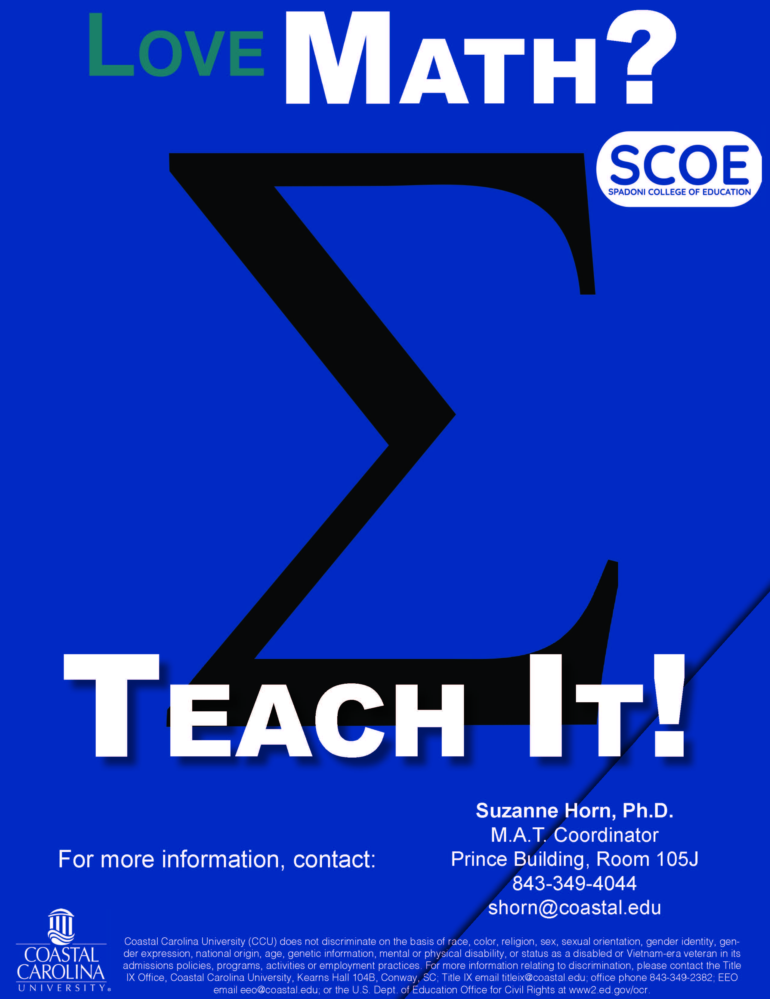 LOVE MATH?
SCOE
SPADONI COLLEGE OF EDUCATION
Σ
TEACH IT!
For more information, contact:
Suzanne Horn, Ph.D.
M.A.T. Coordinator
Prince Building, Room 105J
843-349-4044
shorn@coastal.edu
COASTAL
CAROLINA
UNIVERSITY®
Coastal Carolina University (CCU) does not discriminate on the basis of race, color, religion, sex, sexual orientation, gender identity, gen-
der expression, national origin, age, genetic information, mental or physical disability, or status as a disabled or Vietnam-era veteran in its
admissions policies, programs, activities or employment practices. For more information relating to discrimination, please contact the Title
IX Office, Coastal Carolina University, Kearns Hall 104B, Conway, SC; Title IX email titleix@coastal.edu; office phone 843-349-2382; EEO
email eeo@coastal.edu; or the U.S. Dept. of Education Office for Civil Rights at www2.ed.gov/ocr.